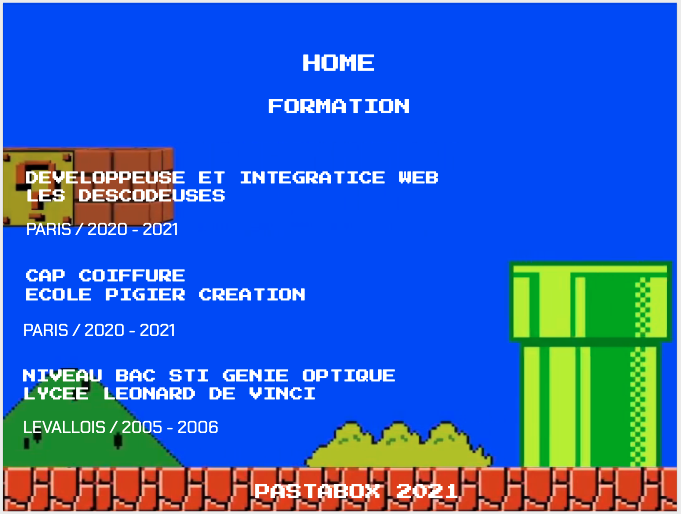 HOME
FORMATION
DEVELOPPEUSE ET INTEGRATICE WEB
LES DESCODEUSES
PARIS / 2020 - 2021
CAP COIFFURE
ECOLE PIGIER CREATION
PARIS / 2020 - 2021
NIVEAU BAC STI GENIE OPTIQUE
LYCEE LEONARD DE VINCI
LEVALLOIS / 2005 - 2006
PASTABOX 2021